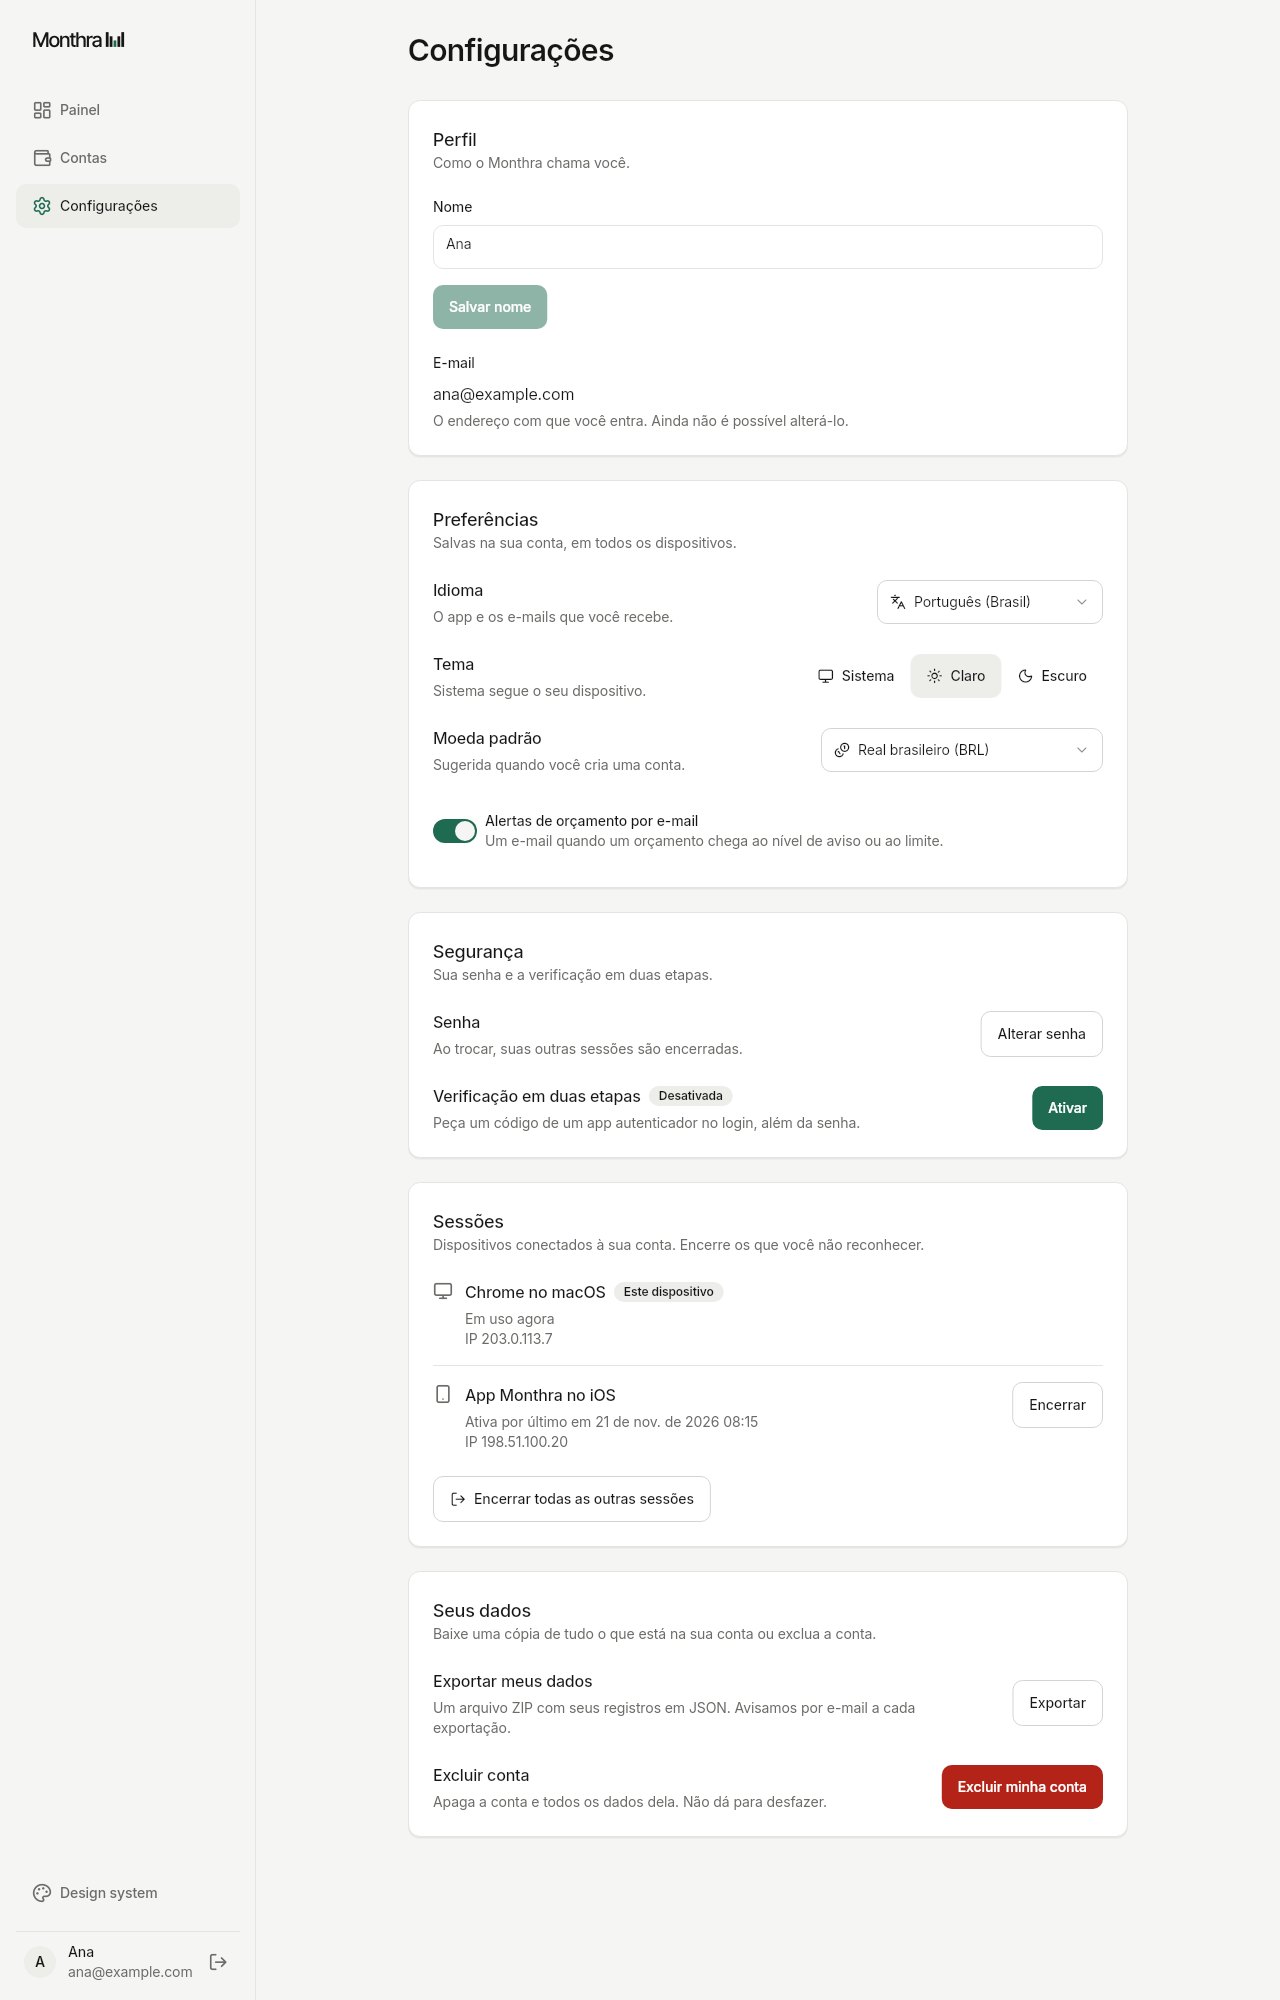 Monthra
Painel
Contas
Configurações
Design system
A
Ana
ana@example.com
Configurações
Perfil
Como o Monthra chama você.
Nome
Ana
Salvar nome
E-mail
ana@example.com
O endereço com que você entra. Ainda não é possível alterá-lo.
Preferências
Salvas na sua conta, em todos os dispositivos.
Idioma
O app e os e-mails que você recebe.
Português (Brasil)
Tema
Sistema segue o seu dispositivo.
Sistema Claro Escuro
Moeda padrão
Sugerida quando você cria uma conta.
Real brasileiro (BRL)
Alertas de orçamento por e-mail
Um e-mail quando um orçamento chega ao nível de aviso ou ao limite.
Segurança
Sua senha e a verificação em duas etapas.
Senha
Ao trocar, suas outras sessões são encerradas.
Alterar senha
Verificação em duas etapas Desativada
Peça um código de um app autenticador no login, além da senha.
Ativar
Sessões
Dispositivos conectados à sua conta. Encerre os que você não reconhecer.
Chrome no macOS Este dispositivo
Em uso agora
IP 203.0.113.7
App Monthra no iOS
Ativa por último em 21 de nov. de 2026 08:15
IP 198.51.100.20
Encerrar
Encerrar todas as outras sessões
Seus dados
Baixe uma cópia de tudo o que está na sua conta ou exclua a conta.
Exportar meus dados
Um arquivo ZIP com seus registros em JSON. Avisamos por e-mail a cada
exportação.
Exportar
Excluir conta
Apaga a conta e todos os dados dela. Não dá para desfazer.
Excluir minha conta